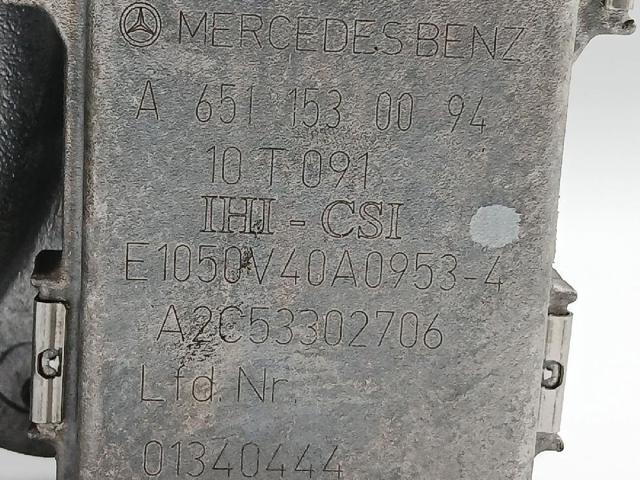 MERCEDES BENZ
A 651 153 00 94
10 T 091
IHI - CSI
E1050V40A0953-4
A2C53302706
Lfd. Nr.
01340444